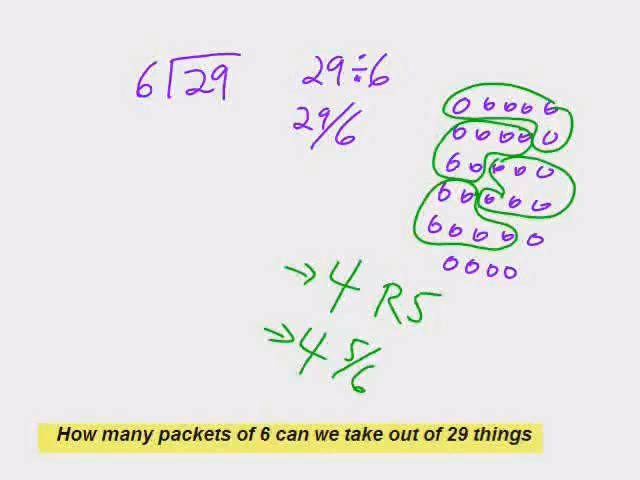 6 29
29 ÷ 6
29/6
→ 4 R5
→ 4 5/6
How many packets of 6 can we take out of 29 things